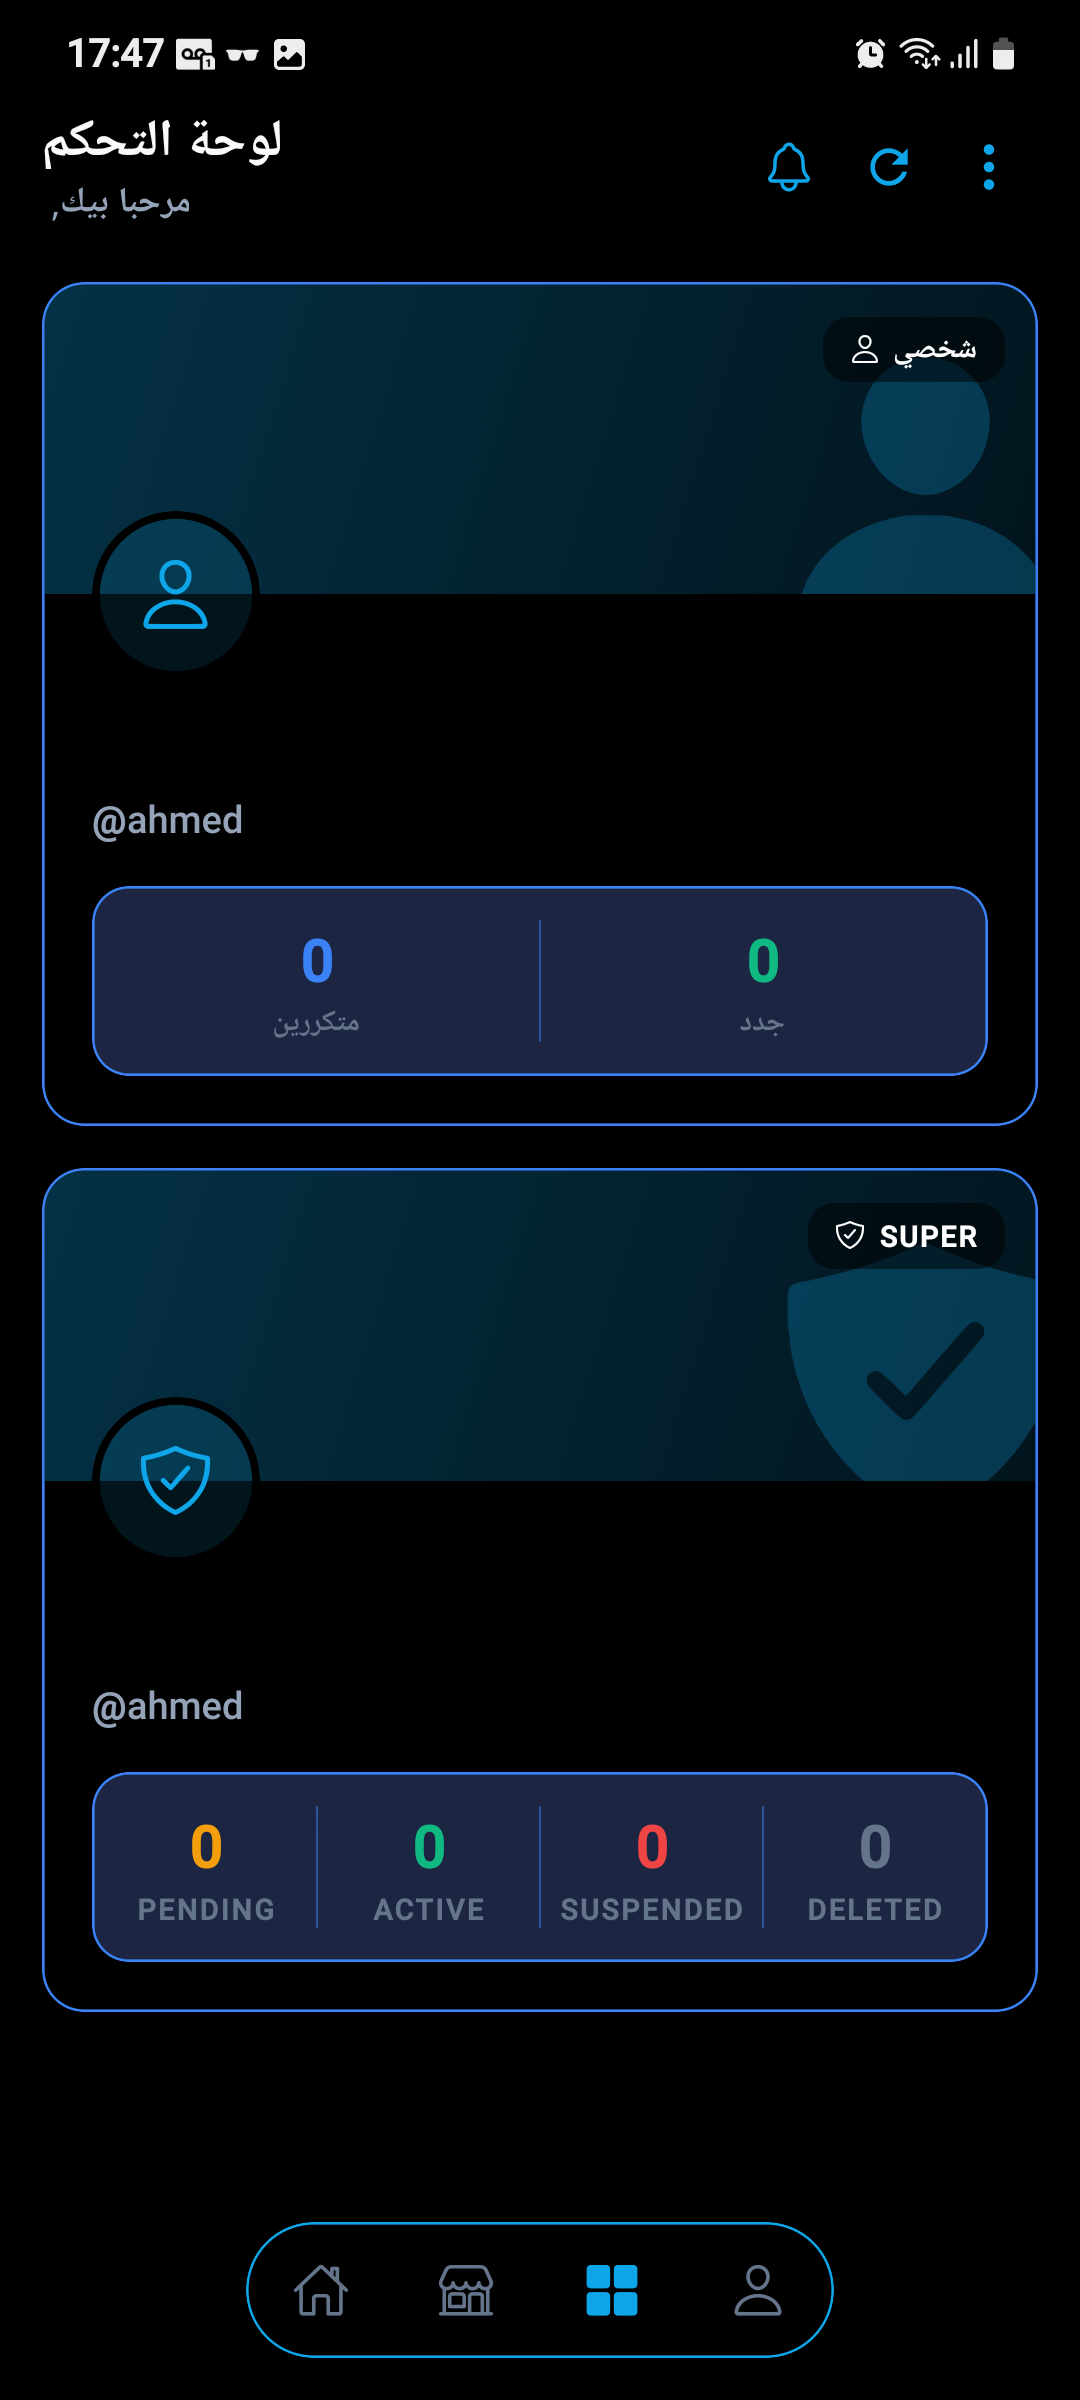 17:47
لوحة التحكم
مرحبا بيك,
شخصي
@ahmed
0
متكررين
0
جدد
SUPER
@ahmed
0
PENDING
0
ACTIVE
0
SUSPENDED
0
DELETED